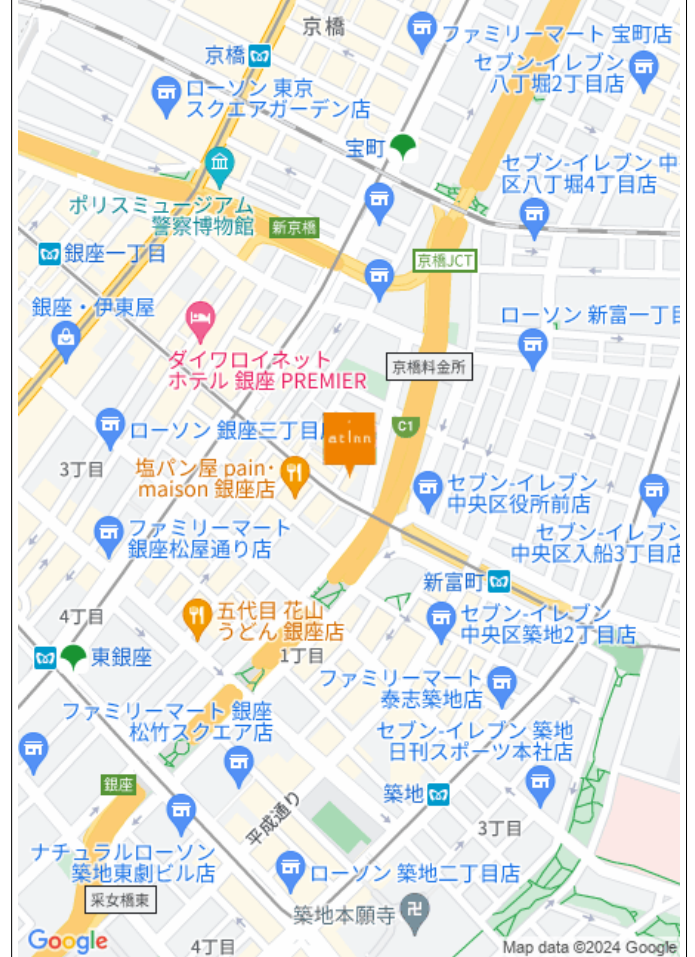 京橋
ファミリーマート 宝町店
京橋
セブン-イレブン
八丁堀2丁目店
ローソン 東京
スクエアガーデン店
宝町
セブン-イレブン 中
区八丁堀4丁目店
ポリスミュージアム
警察博物館
新京橋
銀座一丁目
京橋JCT
銀座・伊東屋
ローソン 新富一丁目
ダイワロイネット
ホテル 銀座 PREMIER
京橋料金所
ローソン 銀座三丁目
atinn
C1
3丁目
塩パン屋 pain・
maison 銀座店
セブン-イレブン
中央区役所前店
ファミリーマート
銀座松屋通り店
セブン-イレブン
中央区入船3丁目店
新富町
4丁目
五代目 花山
うどん 銀座店
セブン-イレブン
中央区築地2丁目店
東銀座
1丁目
ファミリーマート
泰志築地店
ファミリーマート 銀座
松竹スクエア店
セブン-イレブン 築地
日刊スポーツ本社店
銀座
築地
平成通り
3丁目
ナチュラルローソン
築地東劇ビル店
ローソン 築地二丁目店
采女橋東
築地本願寺
卍
Google
4丁目
Map data ©2024 Google